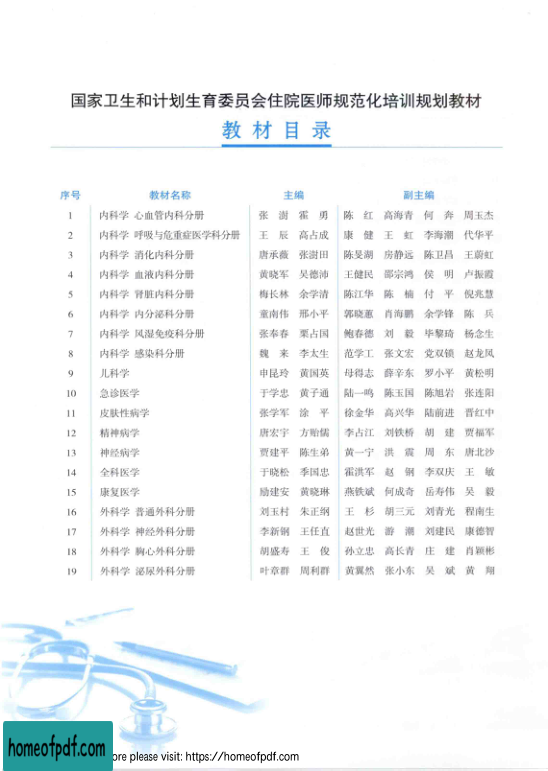 国家卫生和计划生育委员会住院医师规范化培训规划教材
教材目录
序号 教材名称 主编 副主编
1 内科学 心血管内科分册 张 澍 霍 勇 陈 红 高海青 何 奔 周玉杰
2 内科学 呼吸与危重症医学科分册 王 辰 高占成 康 健 王 虹 李海潮 代华平
3 内科学 消化内科分册 唐承薇 张澍田 陈旻湖 房静远 陈卫昌 王蔚虹
4 内科学 血液内科分册 黄晓军 吴德沛 王健民 邵宗鸿 侯 明 卢振霞
5 内科学 肾脏内科分册 梅长林 余学清 陈江华 陈 楠 付 平 倪兆慧
6 内科学 内分泌科分册 童南伟 邢小平 郭晓蕙 肖海鹏 余学锋 陈 兵
7 内科学 风湿免疫科分册 张奉春 栗占国 鲍春德 刘 毅 毕黎琦 杨念生
8 内科学 感染科分册 魏 来 李太生 范学工 张文宏 党双锁 赵龙凤
9 儿科学 申昆玲 黄国英 母得志 薛辛东 罗小平 黄松明
10 急诊医学 于学忠 黄子通 陆一鸣 陈玉国 陈旭岩 张连阳
11 皮肤性病学 张学军 涂 平 徐金华 高兴华 陆前进 晋红中
12 精神病学 唐宏宇 方贻儒 李占江 刘铁桥 胡 建 贾福军
13 神经病学 贾建平 陈生弟 黄一宁 洪 震 周 东 唐北沙
14 全科医学 于晓松 季国忠 霍洪军 赵 钢 李双庆 王 敏
15 康复医学 励建安 黄晓琳 燕铁斌 何成奇 岳寿伟 吴 毅
16 外科学 普通外科分册 刘玉村 朱正纲 王 杉 胡三元 刘青光 程南生
17 外科学 神经外科分册 李新钢 王任直 赵世光 游 潮 刘建民 康德智
18 外科学 胸心外科分册 胡盛寿 王 俊 孙立忠 高长青 庄 建 肖颖彬
19 外科学 泌尿外科分册 叶章群 周利群 黄翼然 张小东 吴 斌 黄 翔
homeofpdf.com
ore please visit: https://homeofpdf.com